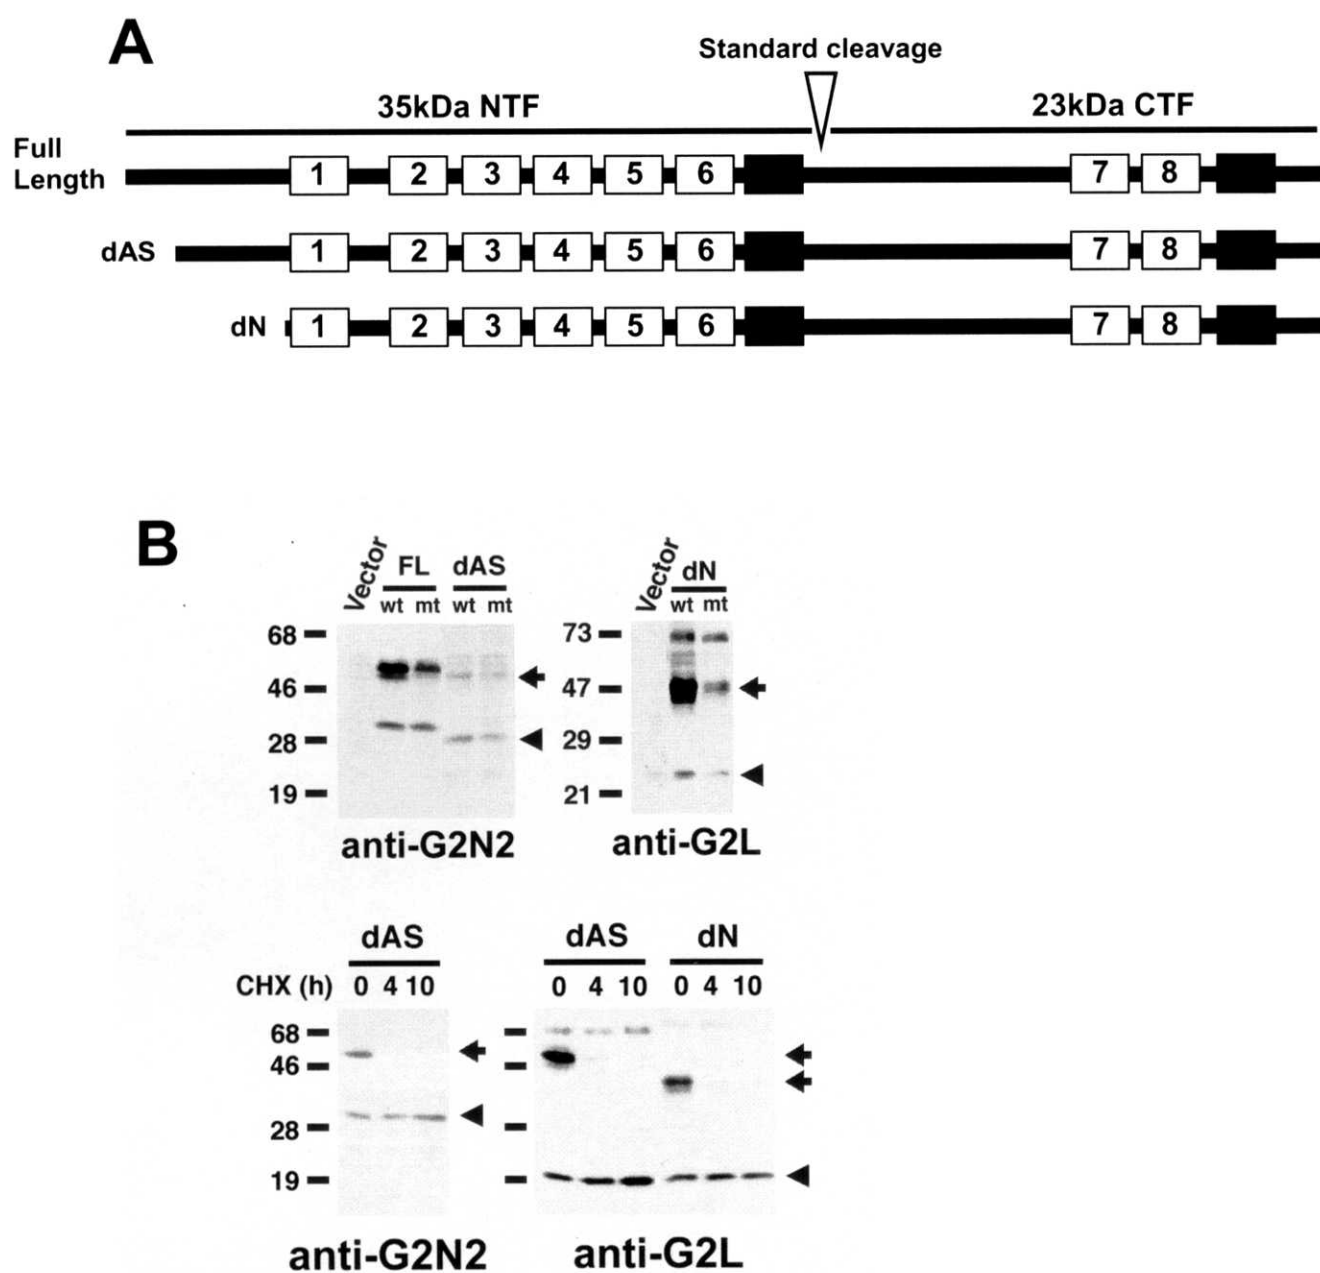 A
Standard cleavage
35kDa NTF 23kDa CTF
Full
Length
1 2 3 4 5 6 7 8
dAS 1 2 3 4 5 6 7 8
dN 1 2 3 4 5 6 7 8
B
Vector FL dAS
wt mt wt mt
68
46
28
19
anti-G2N2
Vector dN
wt mt
73
47
29
21
anti-G2L
dAS
CHX (h) 0 4 10
68
46
28
19
anti-G2N2
dAS dN
0 4 10 0 4 10
anti-G2L